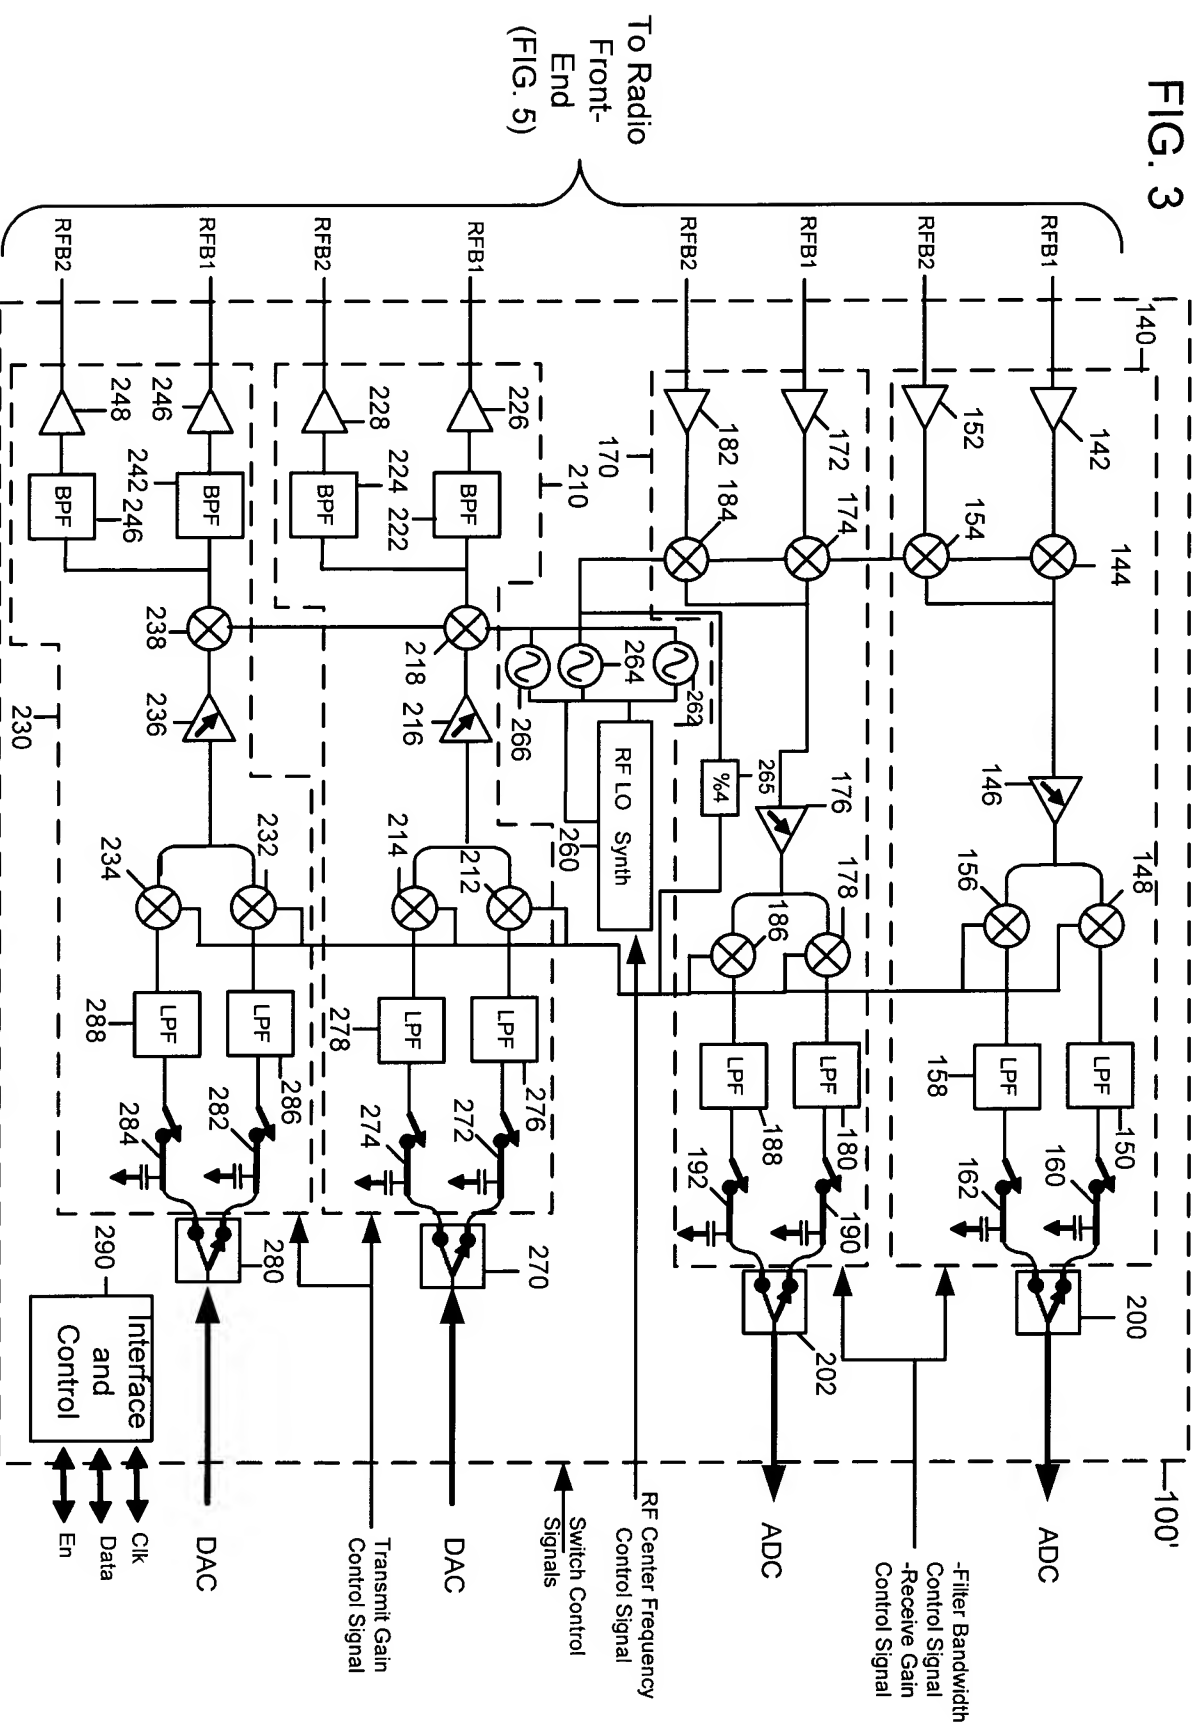 FIG. 3
To Radio
Front-
End
(FIG. 5)
RFB1
RFB2
RFB1
RFB2
RFB1
RFB2
RFB1
RFB2
100'
140
142
144
146
148
150
LPF
152
154
156
158
LPF
160
162
200
ADC
-Filter Bandwidth
Control Signal
-Receive Gain
Control Signal
170
172
174
176
178
180
LPF
182
184
186
188
LPF
190
192
202
ADC
262
264
266
265
%4
RF LO Synth
260
RF Center Frequency
Control Signal
Switch Control
Signals
210
226
BPF
222
228
224
BPF
218
216
212
214
LPF
276
LPF
278
272
274
270
DAC
Transmit Gain
Control Signal
230
246
BPF
242
248
BPF
246
238
236
232
234
LPF
286
LPF
288
282
284
280
DAC
290
Interface
and
Control
Clk
Data
En